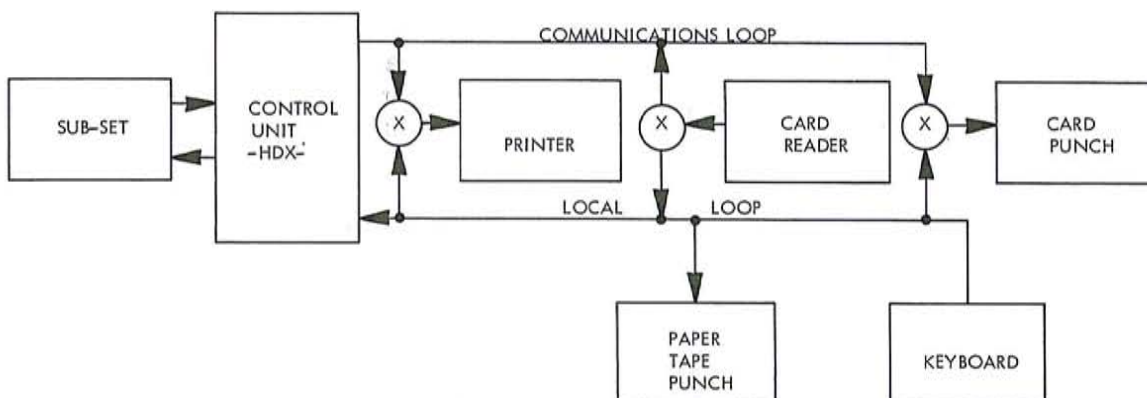 COMMUNICATIONS LOOP
SUB-SET
CONTROL
UNIT
-HDX-'
X
PRINTER
X
CARD
READER
X
CARD
PUNCH
LOCAL LOOP
PAPER
TAPE
PUNCH
KEYBOARD